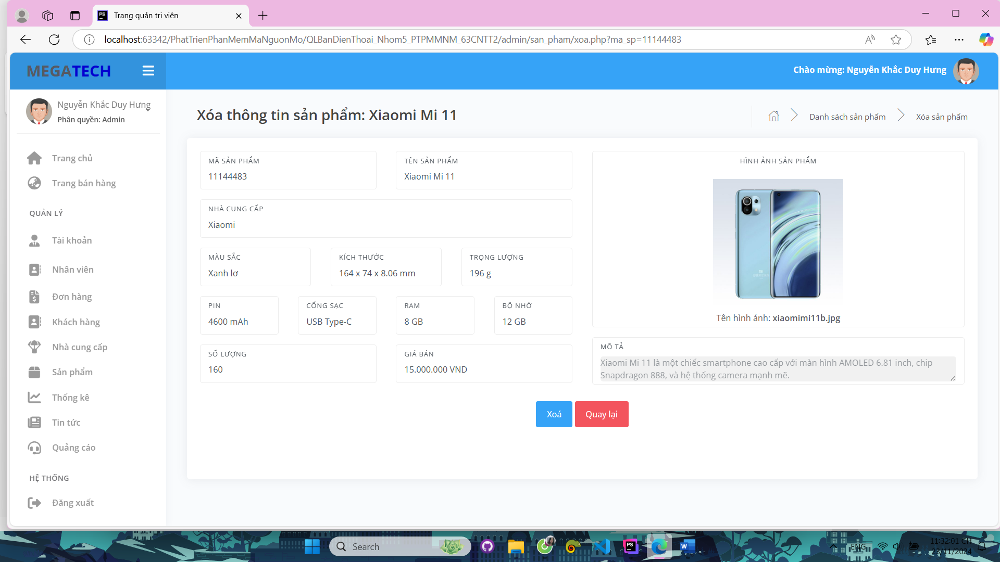 Trang quản trị viên
localhost:63342/PhatTrienPhanMemMaNguonMo/QLBanDienThoai_Nhom5_PTPMMNM_63CNTT2/admin/san_pham/xoa.php?ma_sp=11144483
MEGATECH
Chào mừng: Nguyễn Khắc Duy Hưng
Nguyễn Khắc Duy Hưng
Phân quyền: Admin
Trang chủ
Trang bán hàng
QUẢN LÝ
Tài khoản
Nhân viên
Đơn hàng
Khách hàng
Nhà cung cấp
Sản phẩm
Thống kê
Tin tức
Quảng cáo
HỆ THỐNG
Đăng xuất
Xóa thông tin sản phẩm: Xiaomi Mi 11
Danh sách sản phẩm
Xóa sản phẩm
MÃ SẢN PHẨM
11144483
TÊN SẢN PHẨM
Xiaomi Mi 11
NHÀ CUNG CẤP
Xiaomi
MÀU SẮC
Xanh lơ
KÍCH THƯỚC
164 x 74 x 8.06 mm
TRỌNG LƯỢNG
196 g
PIN
4600 mAh
CỔNG SẠC
USB Type-C
RAM
8 GB
BỘ NHỚ
12 GB
SỐ LƯỢNG
160
GIÁ BÁN
15.000.000 VND
HÌNH ẢNH SẢN PHẨM
Tên hình ảnh: xiaomimi11b.jpg
MÔ TẢ
Xiaomi Mi 11 là một chiếc smartphone cao cấp với màn hình AMOLED 6.81 inch, chip
Snapdragon 888, và hệ thống camera mạnh mẽ.
Xoá
Quay lại
Search
ENG
11:32:01 CH
23/11/2024